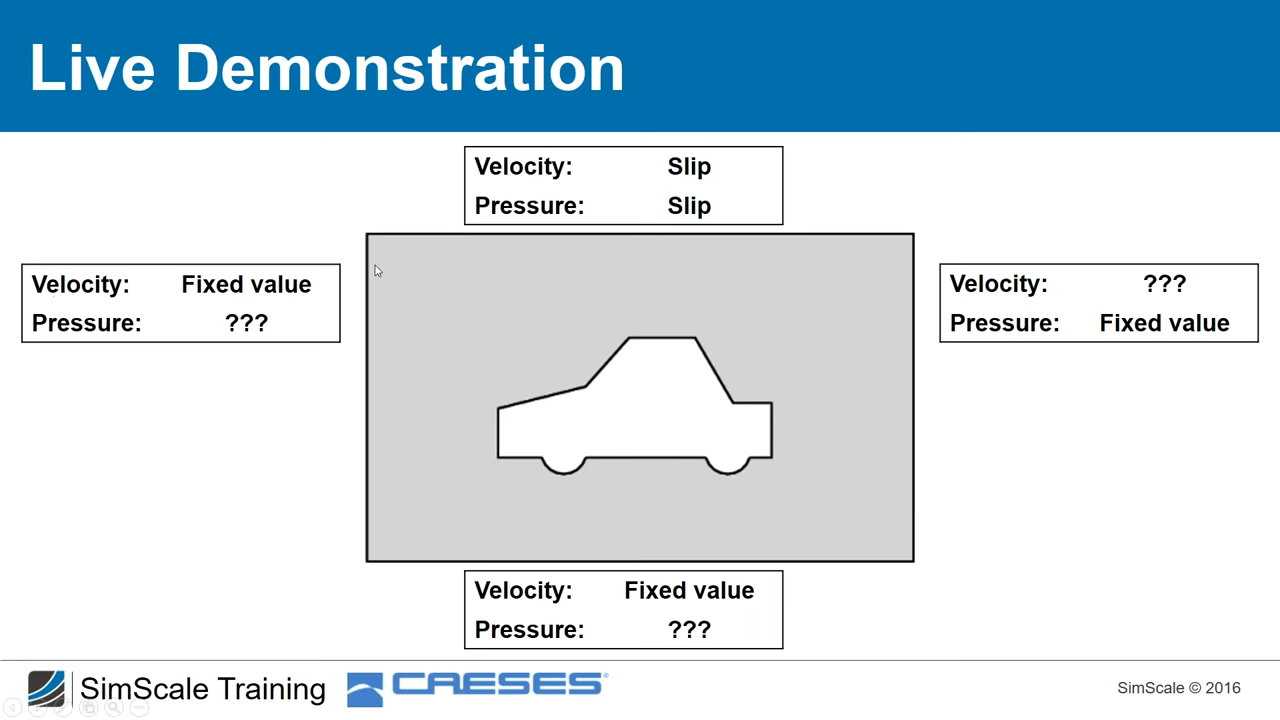 Live Demonstration
Velocity: Slip
Pressure: Slip
Velocity: Fixed value
Pressure: ???
Velocity: ???
Pressure: Fixed value
Velocity: Fixed value
Pressure: ???
SimScale Training
CAESES®
SimScale © 2016